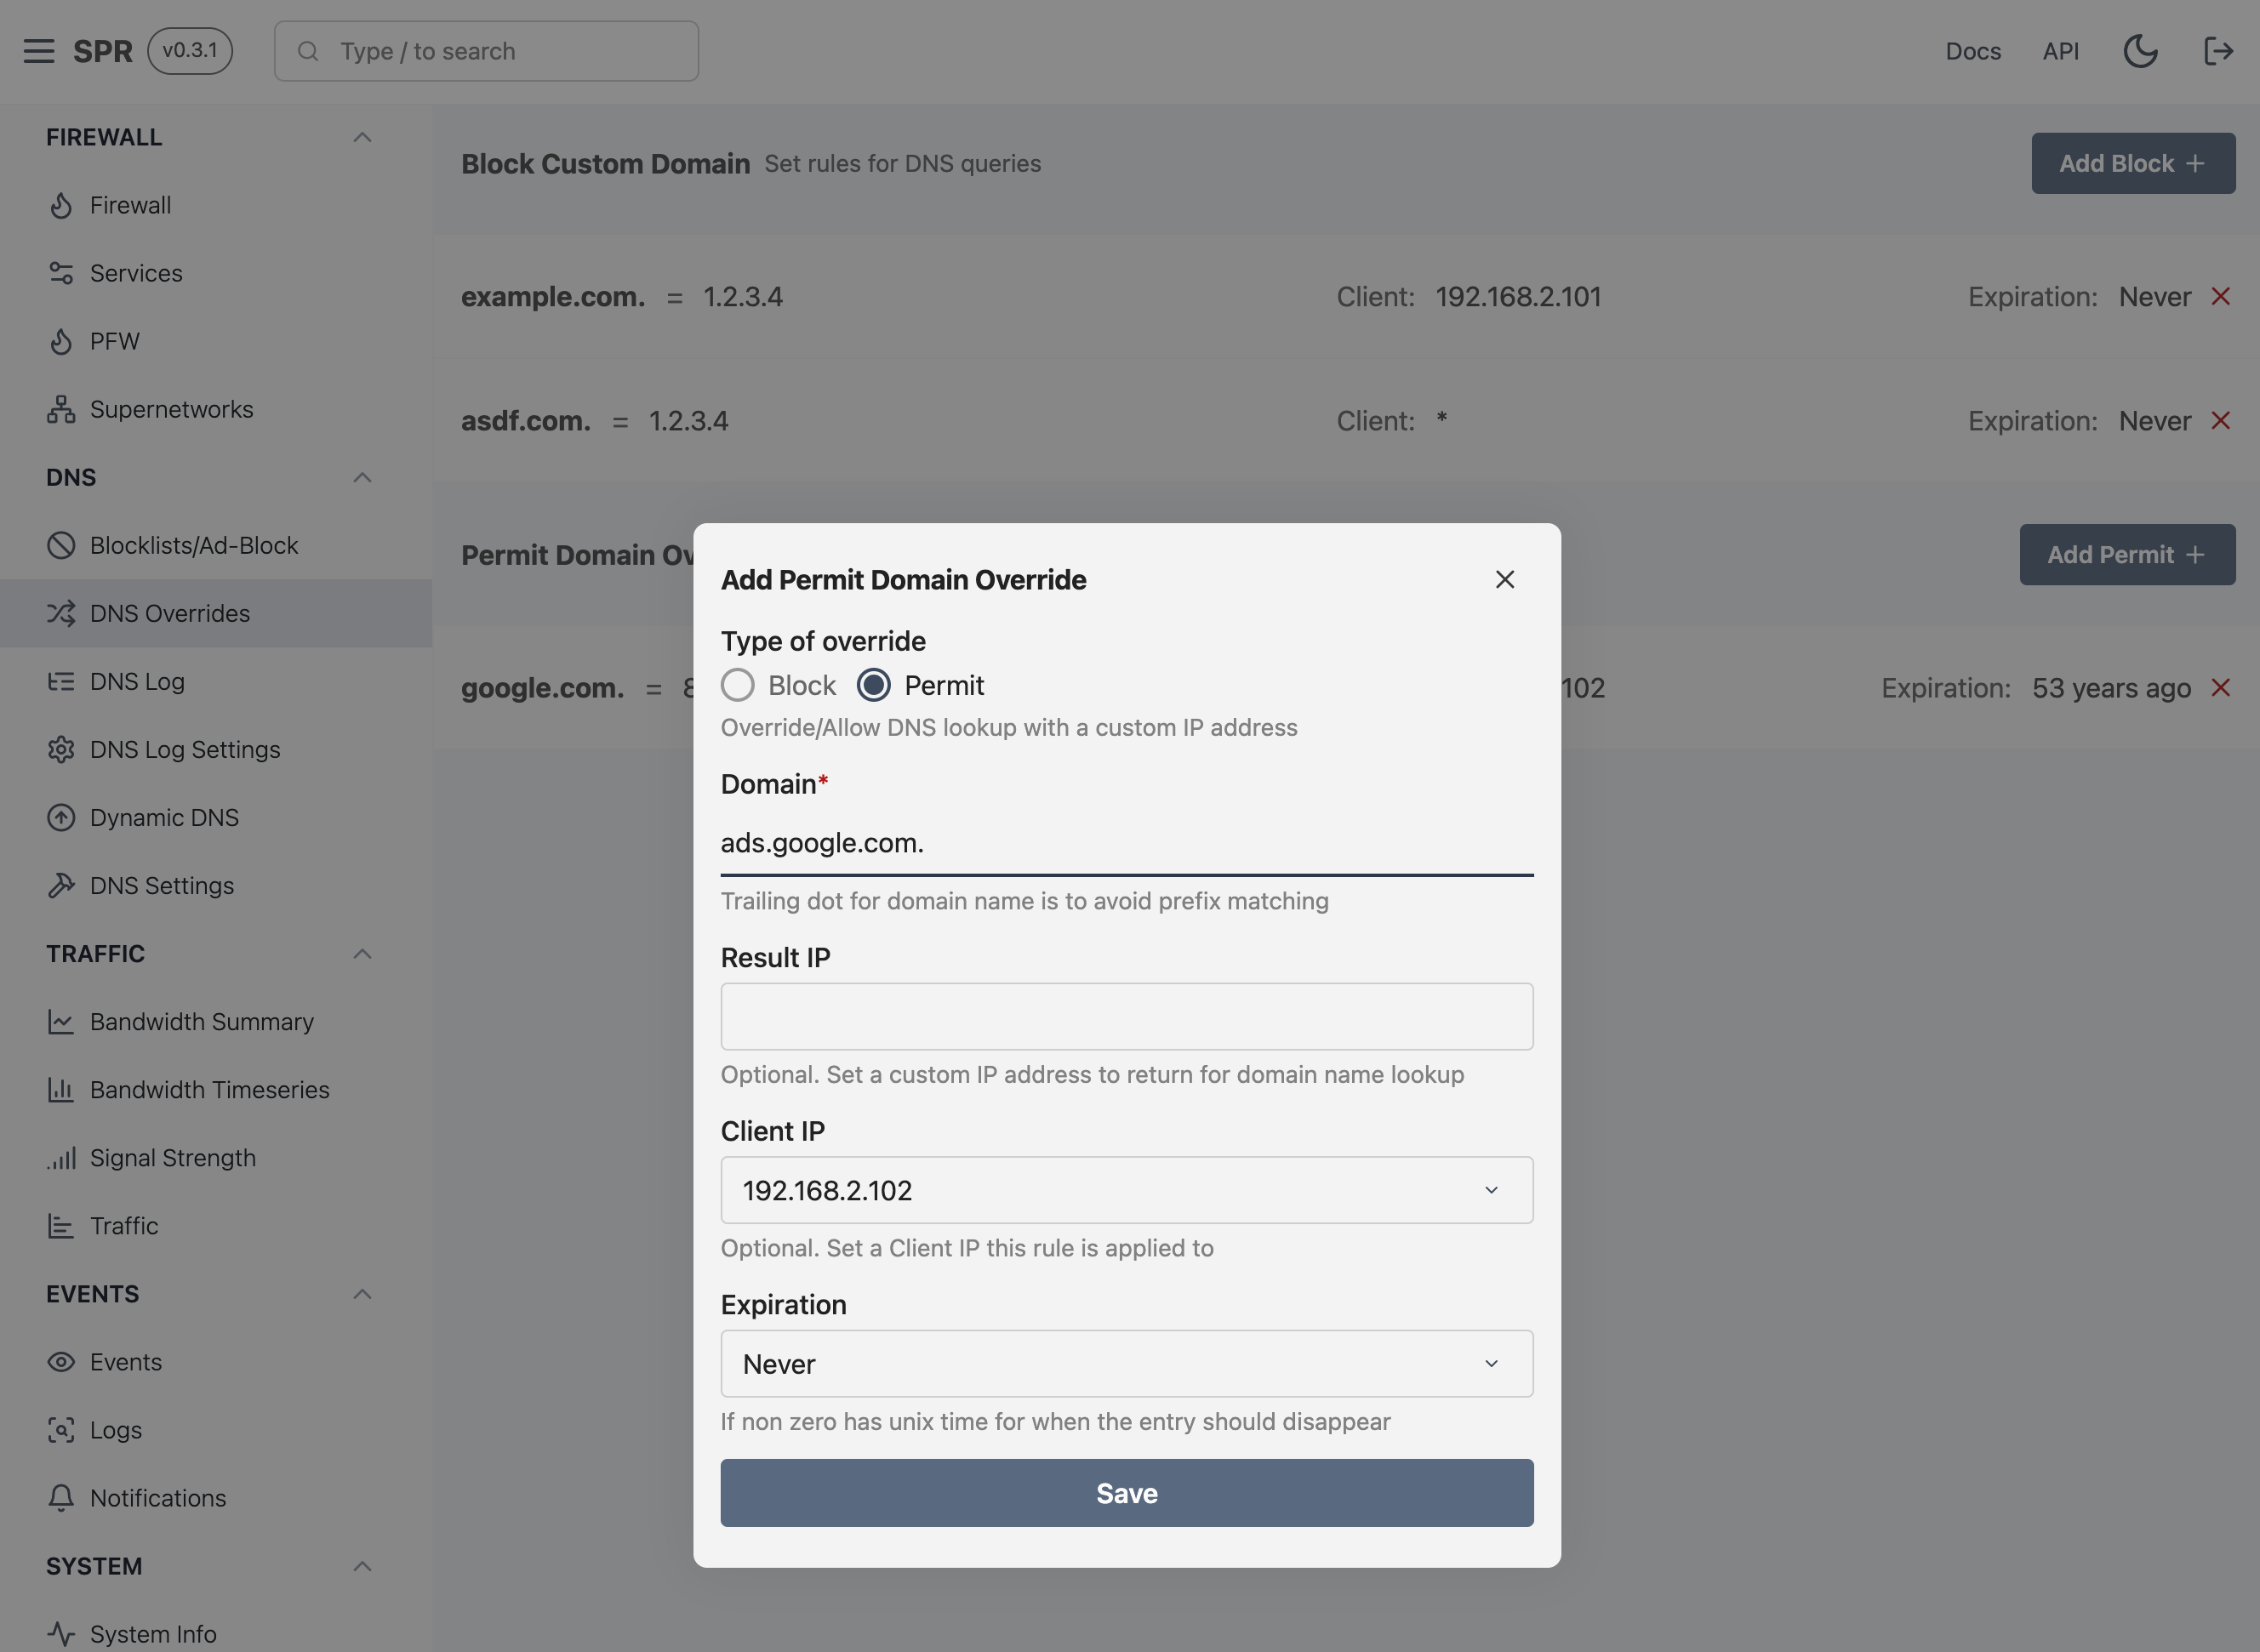 SPR v0.3.1 Type / to search Docs API
FIREWALL
Firewall
Services
PFW
Supernetworks
DNS
Blocklists/Ad-Block
DNS Overrides
DNS Log
DNS Log Settings
Dynamic DNS
DNS Settings
TRAFFIC
Bandwidth Summary
Bandwidth Timeseries
Signal Strength
Traffic
EVENTS
Events
Logs
Notifications
SYSTEM
System Info
Block Custom Domain Set rules for DNS queries Add Block +
example.com. = 1.2.3.4 Client: 192.168.2.101 Expiration: Never
asdf.com. = 1.2.3.4 Client: * Expiration: Never
Permit Domain Add Permit +
google.com. = 102 Expiration: 53 years ago
Add Permit Domain Override
Type of override
Block Permit
Override/Allow DNS lookup with a custom IP address
Domain*
ads.google.com.
Trailing dot for domain name is to avoid prefix matching
Result IP
Optional. Set a custom IP address to return for domain name lookup
Client IP
192.168.2.102
Optional. Set a Client IP this rule is applied to
Expiration
Never
If non zero has unix time for when the entry should disappear
Save